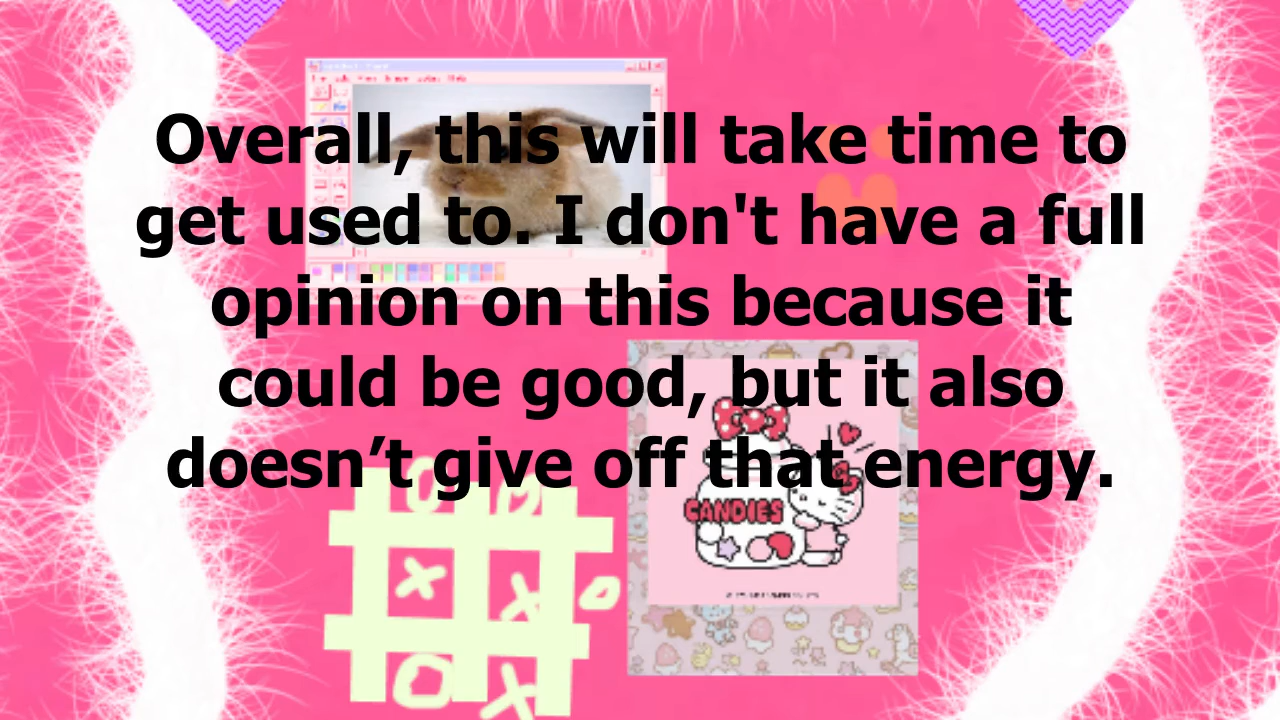 Overall, this will take time to
get used to. I don't have a full
opinion on this because it
could be good, but it also
doesn’t give off that energy.
CANDIES
O
X X O
O X